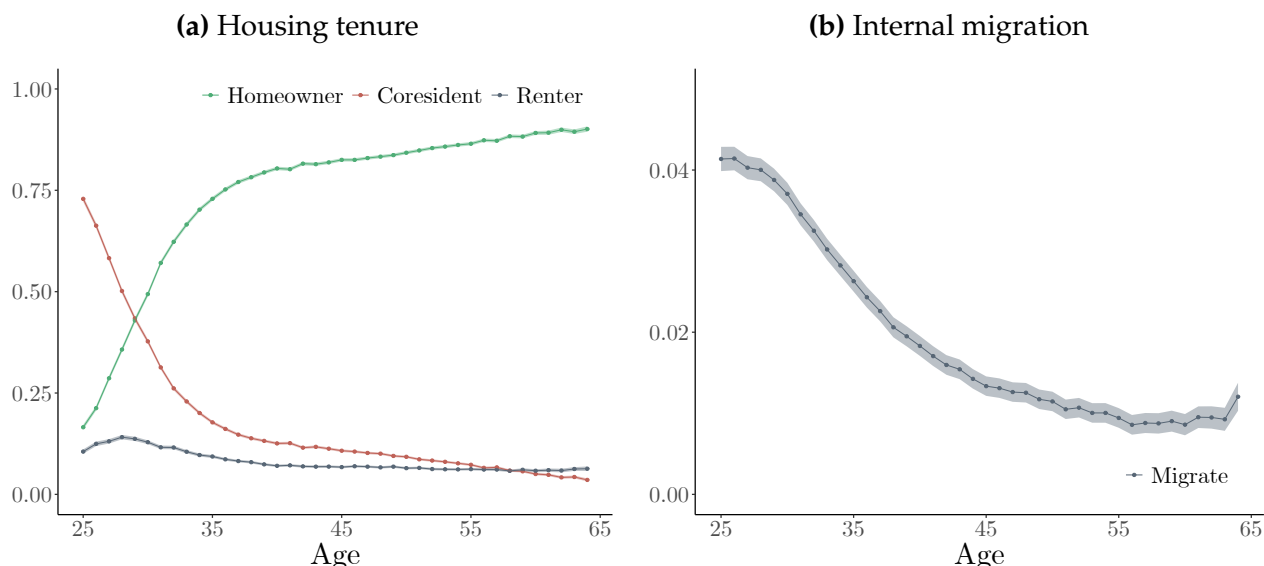 (a) Housing tenure
1.00
0.75
0.50
0.25
0.00
Homeowner Coresident Renter
25 35 45 55 65
Age
(b) Internal migration
0.04
0.02
0.00
Migrate
25 35 45 55 65
Age